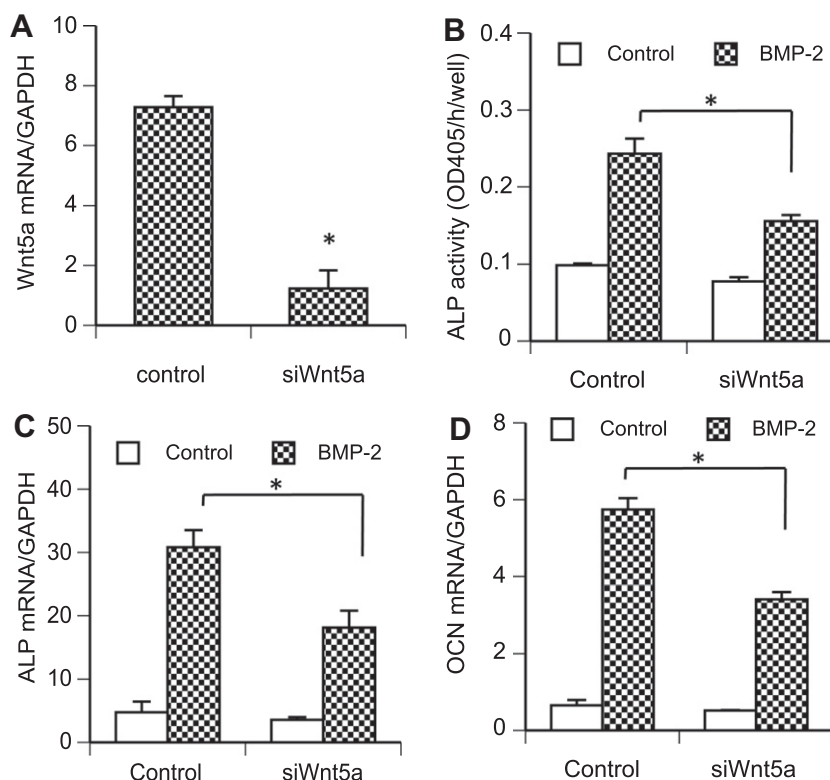 A
Wnt5a mRNA/GAPDH
10
8
6
4
2
0
*
control siWnt5a
B
ALP activity (OD405/h/well)
0.4
0.3
0.2
0.1
0
Control BMP-2
*
Control siWnt5a
C
ALP mRNA/GAPDH
50
40
30
20
10
0
Control BMP-2
*
Control siWnt5a
D
OCN mRNA/GAPDH
8
6
4
2
0
Control BMP-2
*
Control siWnt5a